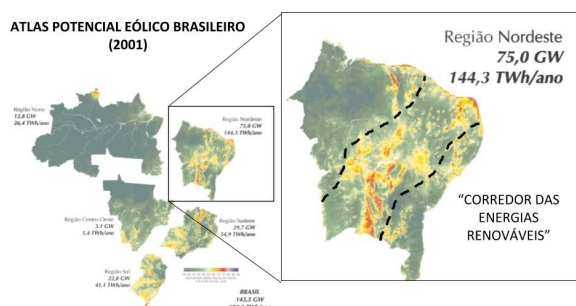 ATLAS POTENCIAL EÓLICO BRASILEIRO
(2001)
Região Norte
12,8 GW
26,4 TWh/ano
Região Nordeste
75,0 GW
144,3 TWh/ano
Região Centro-Oeste
3,1 GW
5,4 TWh/ano
Região Sudeste
29,7 GW
54,9 TWh/ano
Região Sul
22,8 GW
41,1 TWh/ano
BRASIL
143,5 GW
Região Nordeste
75,0 GW
144,3 TWh/ano
“CORREDOR DAS
ENERGIAS
RENOVÁVEIS”